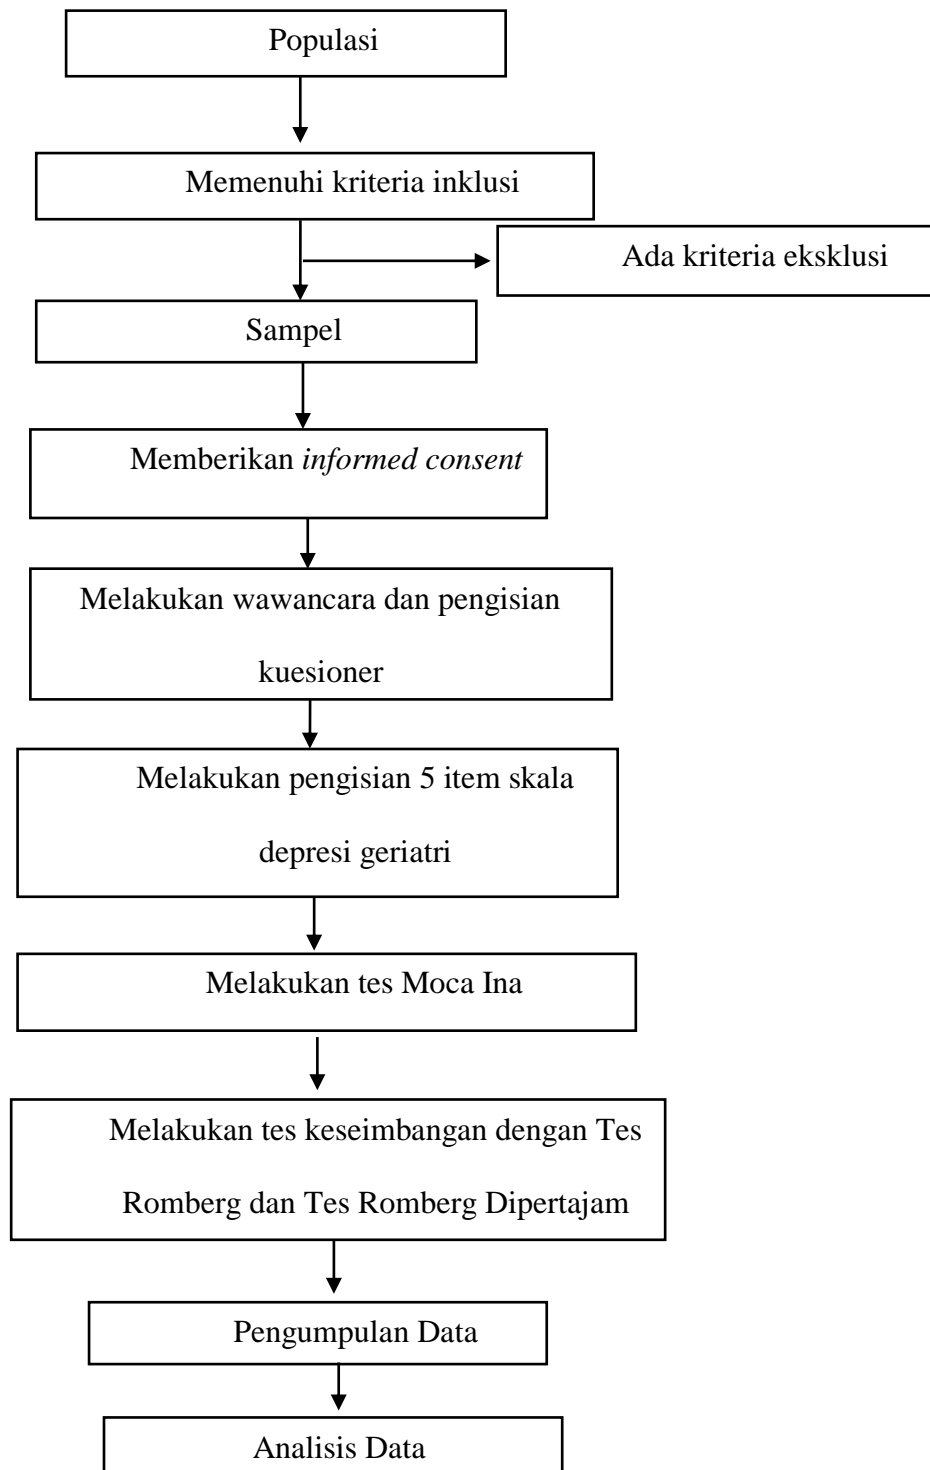 Populasi
Memenuhi kriteria inklusi
Ada kriteria eksklusi
Sampel
Memberikan informed consent
Melakukan wawancara dan pengisian
kuesioner
Melakukan pengisian 5 item skala
depresi geriatri
Melakukan tes Moca Ina
Melakukan tes keseimbangan dengan Tes
Romberg dan Tes Romberg Dipertajam
Pengumpulan Data
Analisis Data